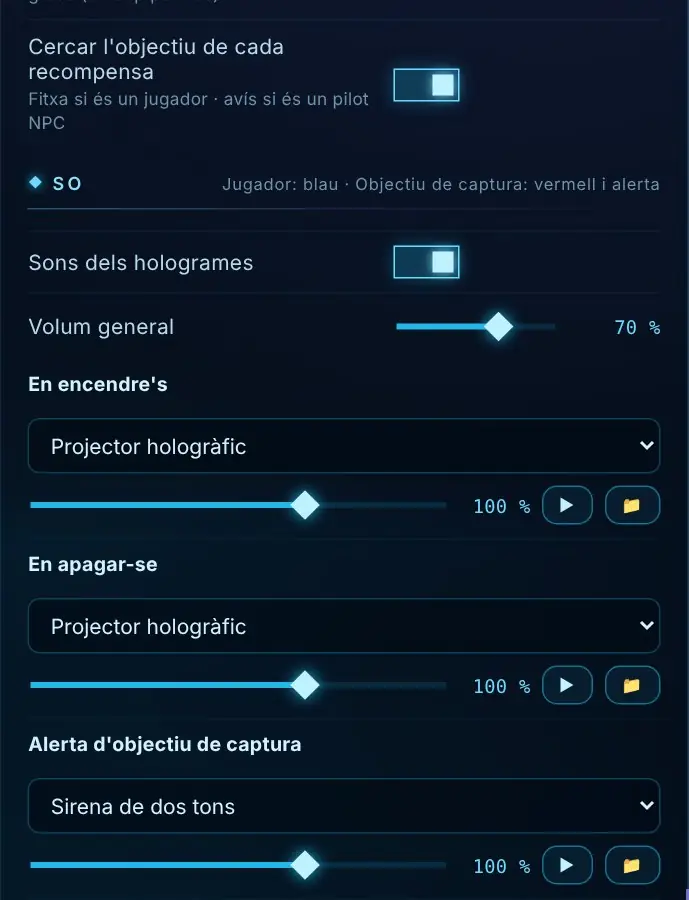 Cercar l'objectiu de cada
recompensa
Fitxa si és un jugador · avís si és un pilot
NPC
SO
Jugador: blau · Objectiu de captura: vermell i alerta
Sons dels hologrames
Volum general
70 %
En encendre's
Projector hologràfic
100 %
En apagar-se
Projector hologràfic
100 %
Alerta d'objectiu de captura
Sirena de dos tons
100 %